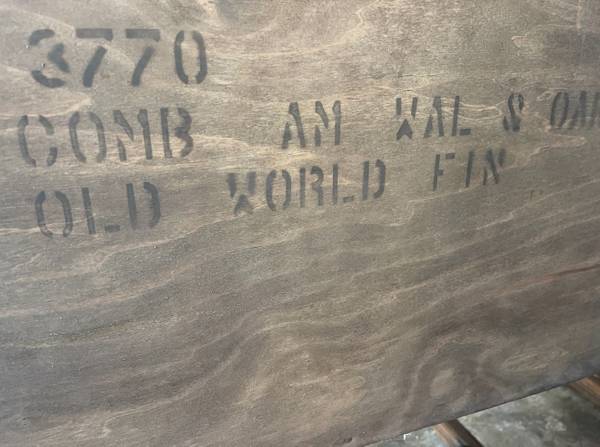 3770
COMB AM WAL & OAK
OLD WORLD FIN